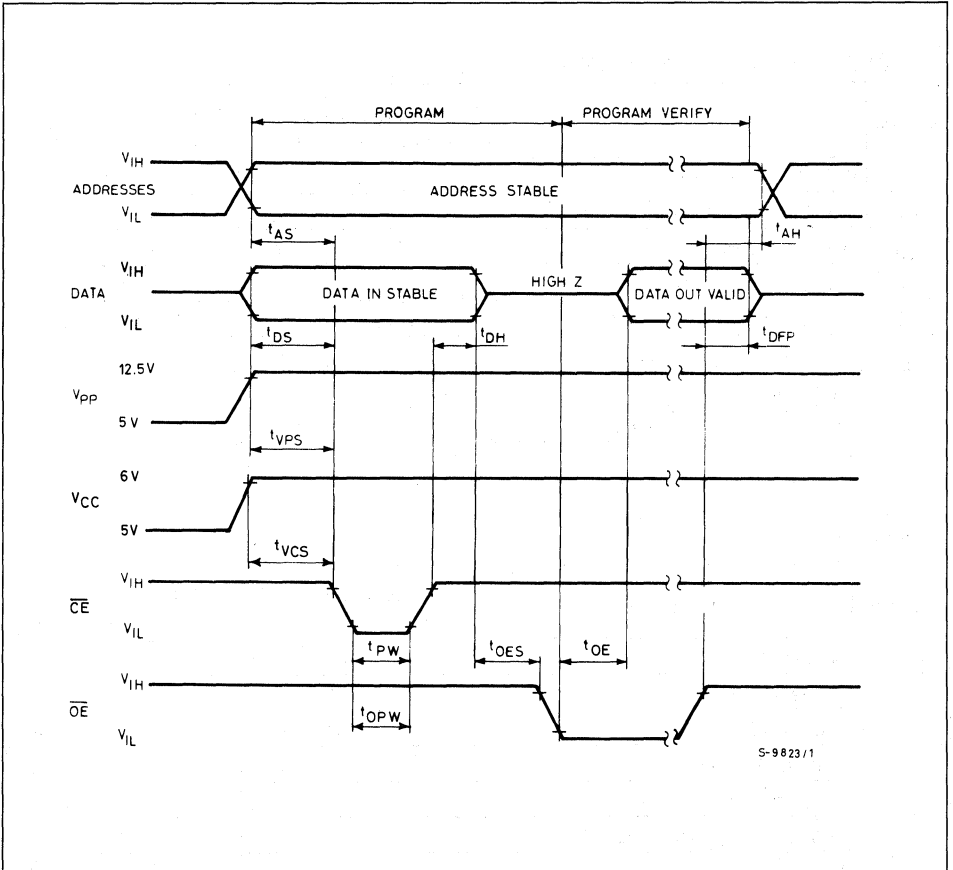 PROGRAM PROGRAM VERIFY
VIH
ADDRESSES ADDRESS STABLE
VIL
tAS tAH
VIH
HIGH Z
DATA DATA IN STABLE DATA OUT VALID
VIL
tDS tDH tDFP
12.5V
VPP
5V
tVPS
6V
VCC
5V
tVCS
VIH
CE
VIL
tPW tOES tOE
VIH
OE tOPW
VIL
S-9823/1